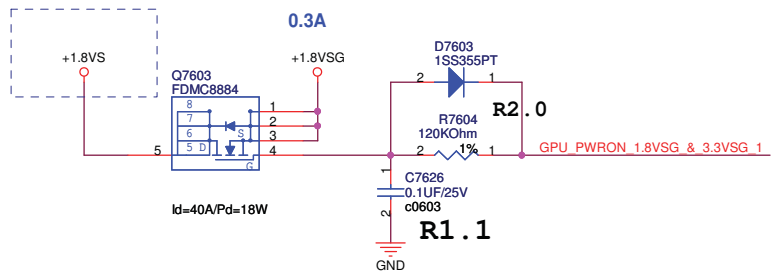 0.3A
+1.8VS
+1.8VSG
D7603
1SS355PT
Q7603
FDMC8884
2
1
R2.0
8
7
6
5 D
S
G
1
2
3
4
5
R7604
120KOhm
2
1%
1
GPU_PWRON_1.8VSG_&_3.3VSG_1
1
C7626
0.1UF/25V
c0603
2
Id=40A/Pd=18W
R1.1
GND